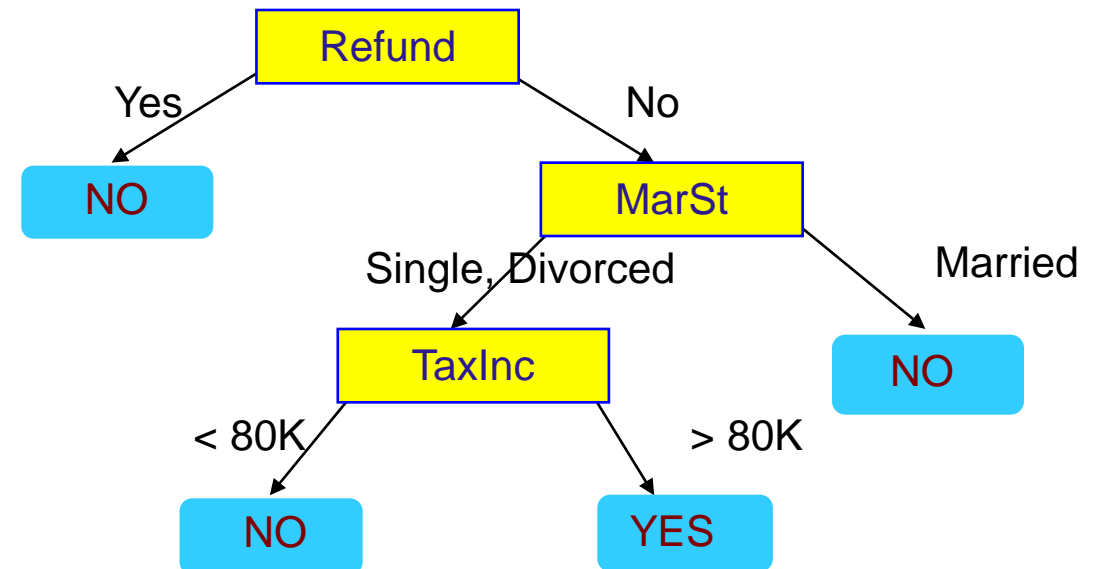 Refund
Yes
No
NO
MarSt
Single, Divorced
Married
TaxInc
NO
< 80K
> 80K
NO
YES